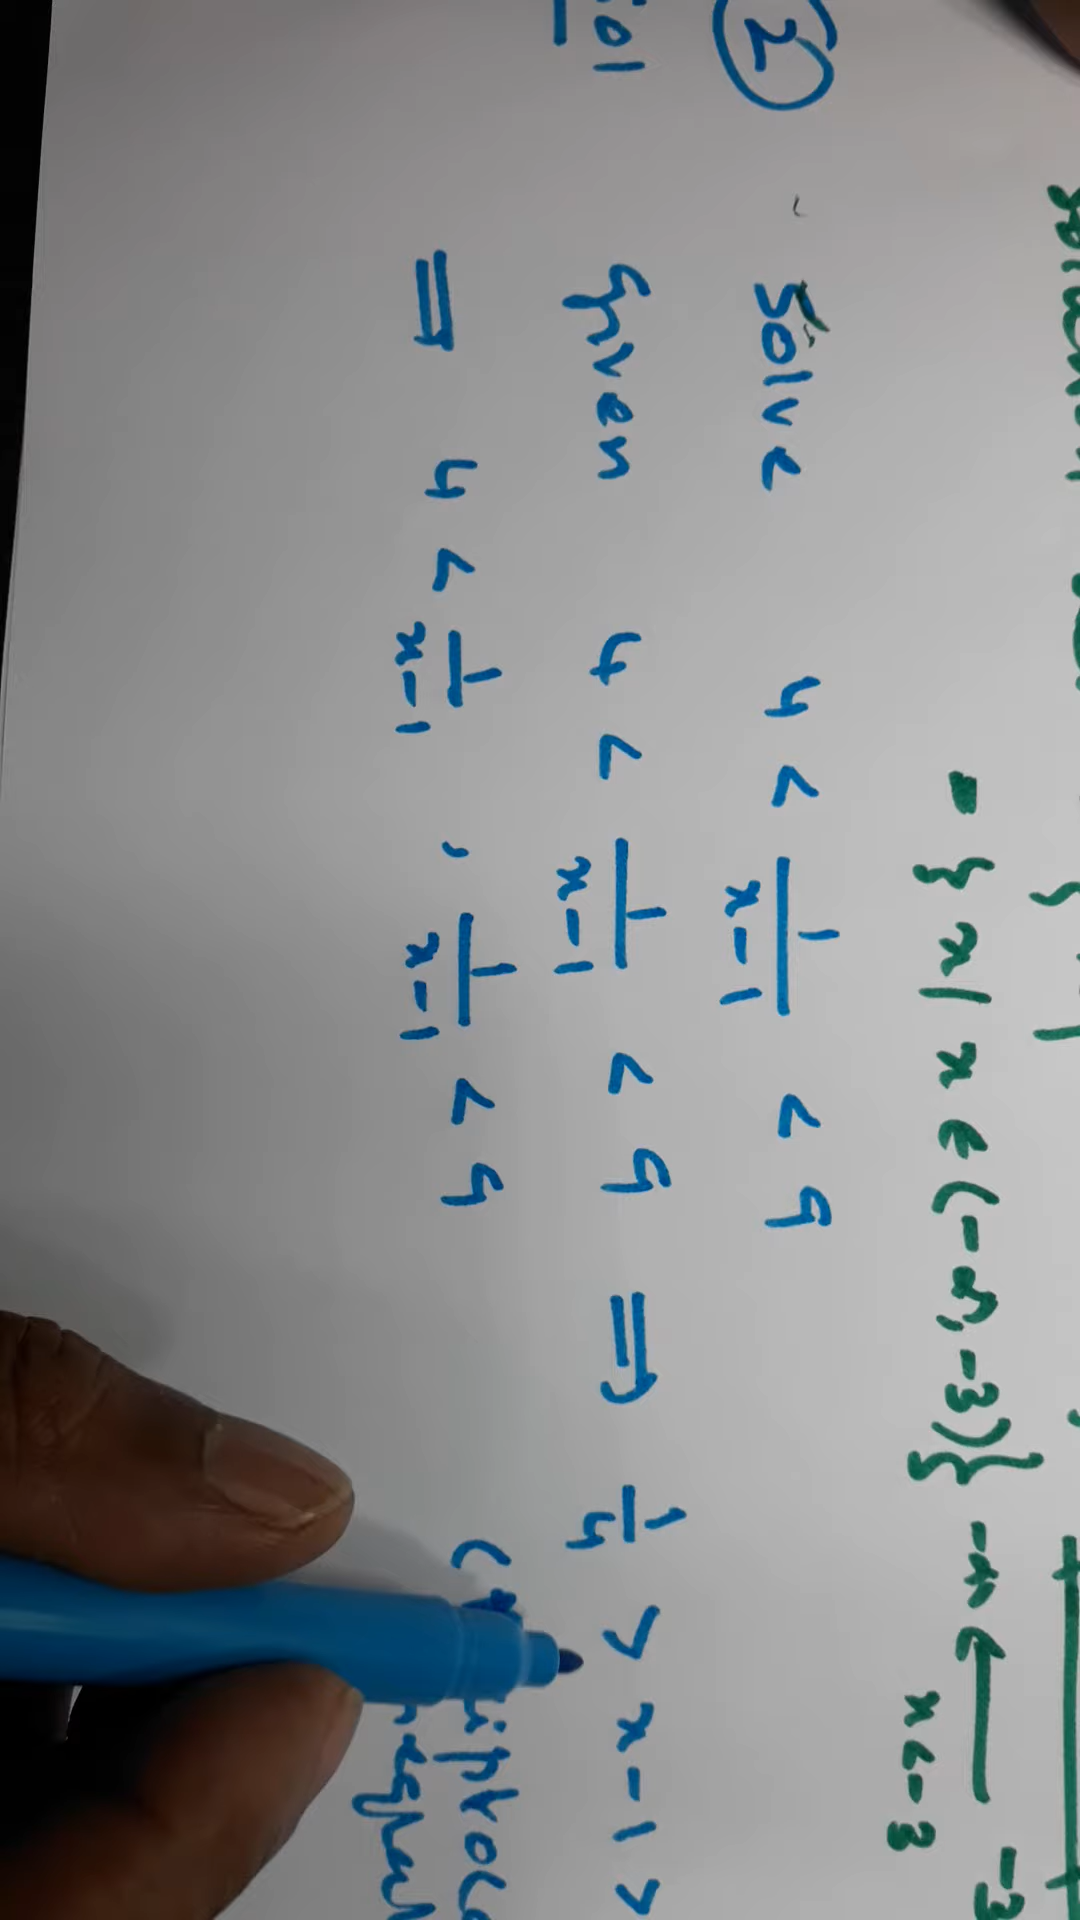 = { x | x ∈ (-∞, -3) }
-∞ ← -3
x < -3
② Solve 4 < 1/(x-1) < 9
Sol Given 4 < 1/(x-1) < 9 ⇒ 1/4 > x-1 >
⇒ 4 < 1/(x-1) , 1/(x-1) < 9